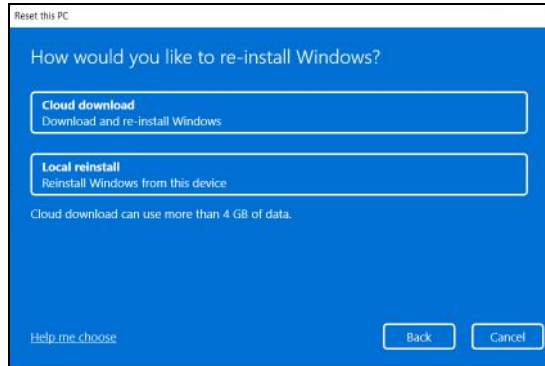 Reset this PC
How would you like to re-install Windows?
Cloud download
Download and re-install Windows
Local reinstall
Reinstall Windows from this device
Cloud download can use more than 4 GB of data.
Help me choose
Back
Cancel